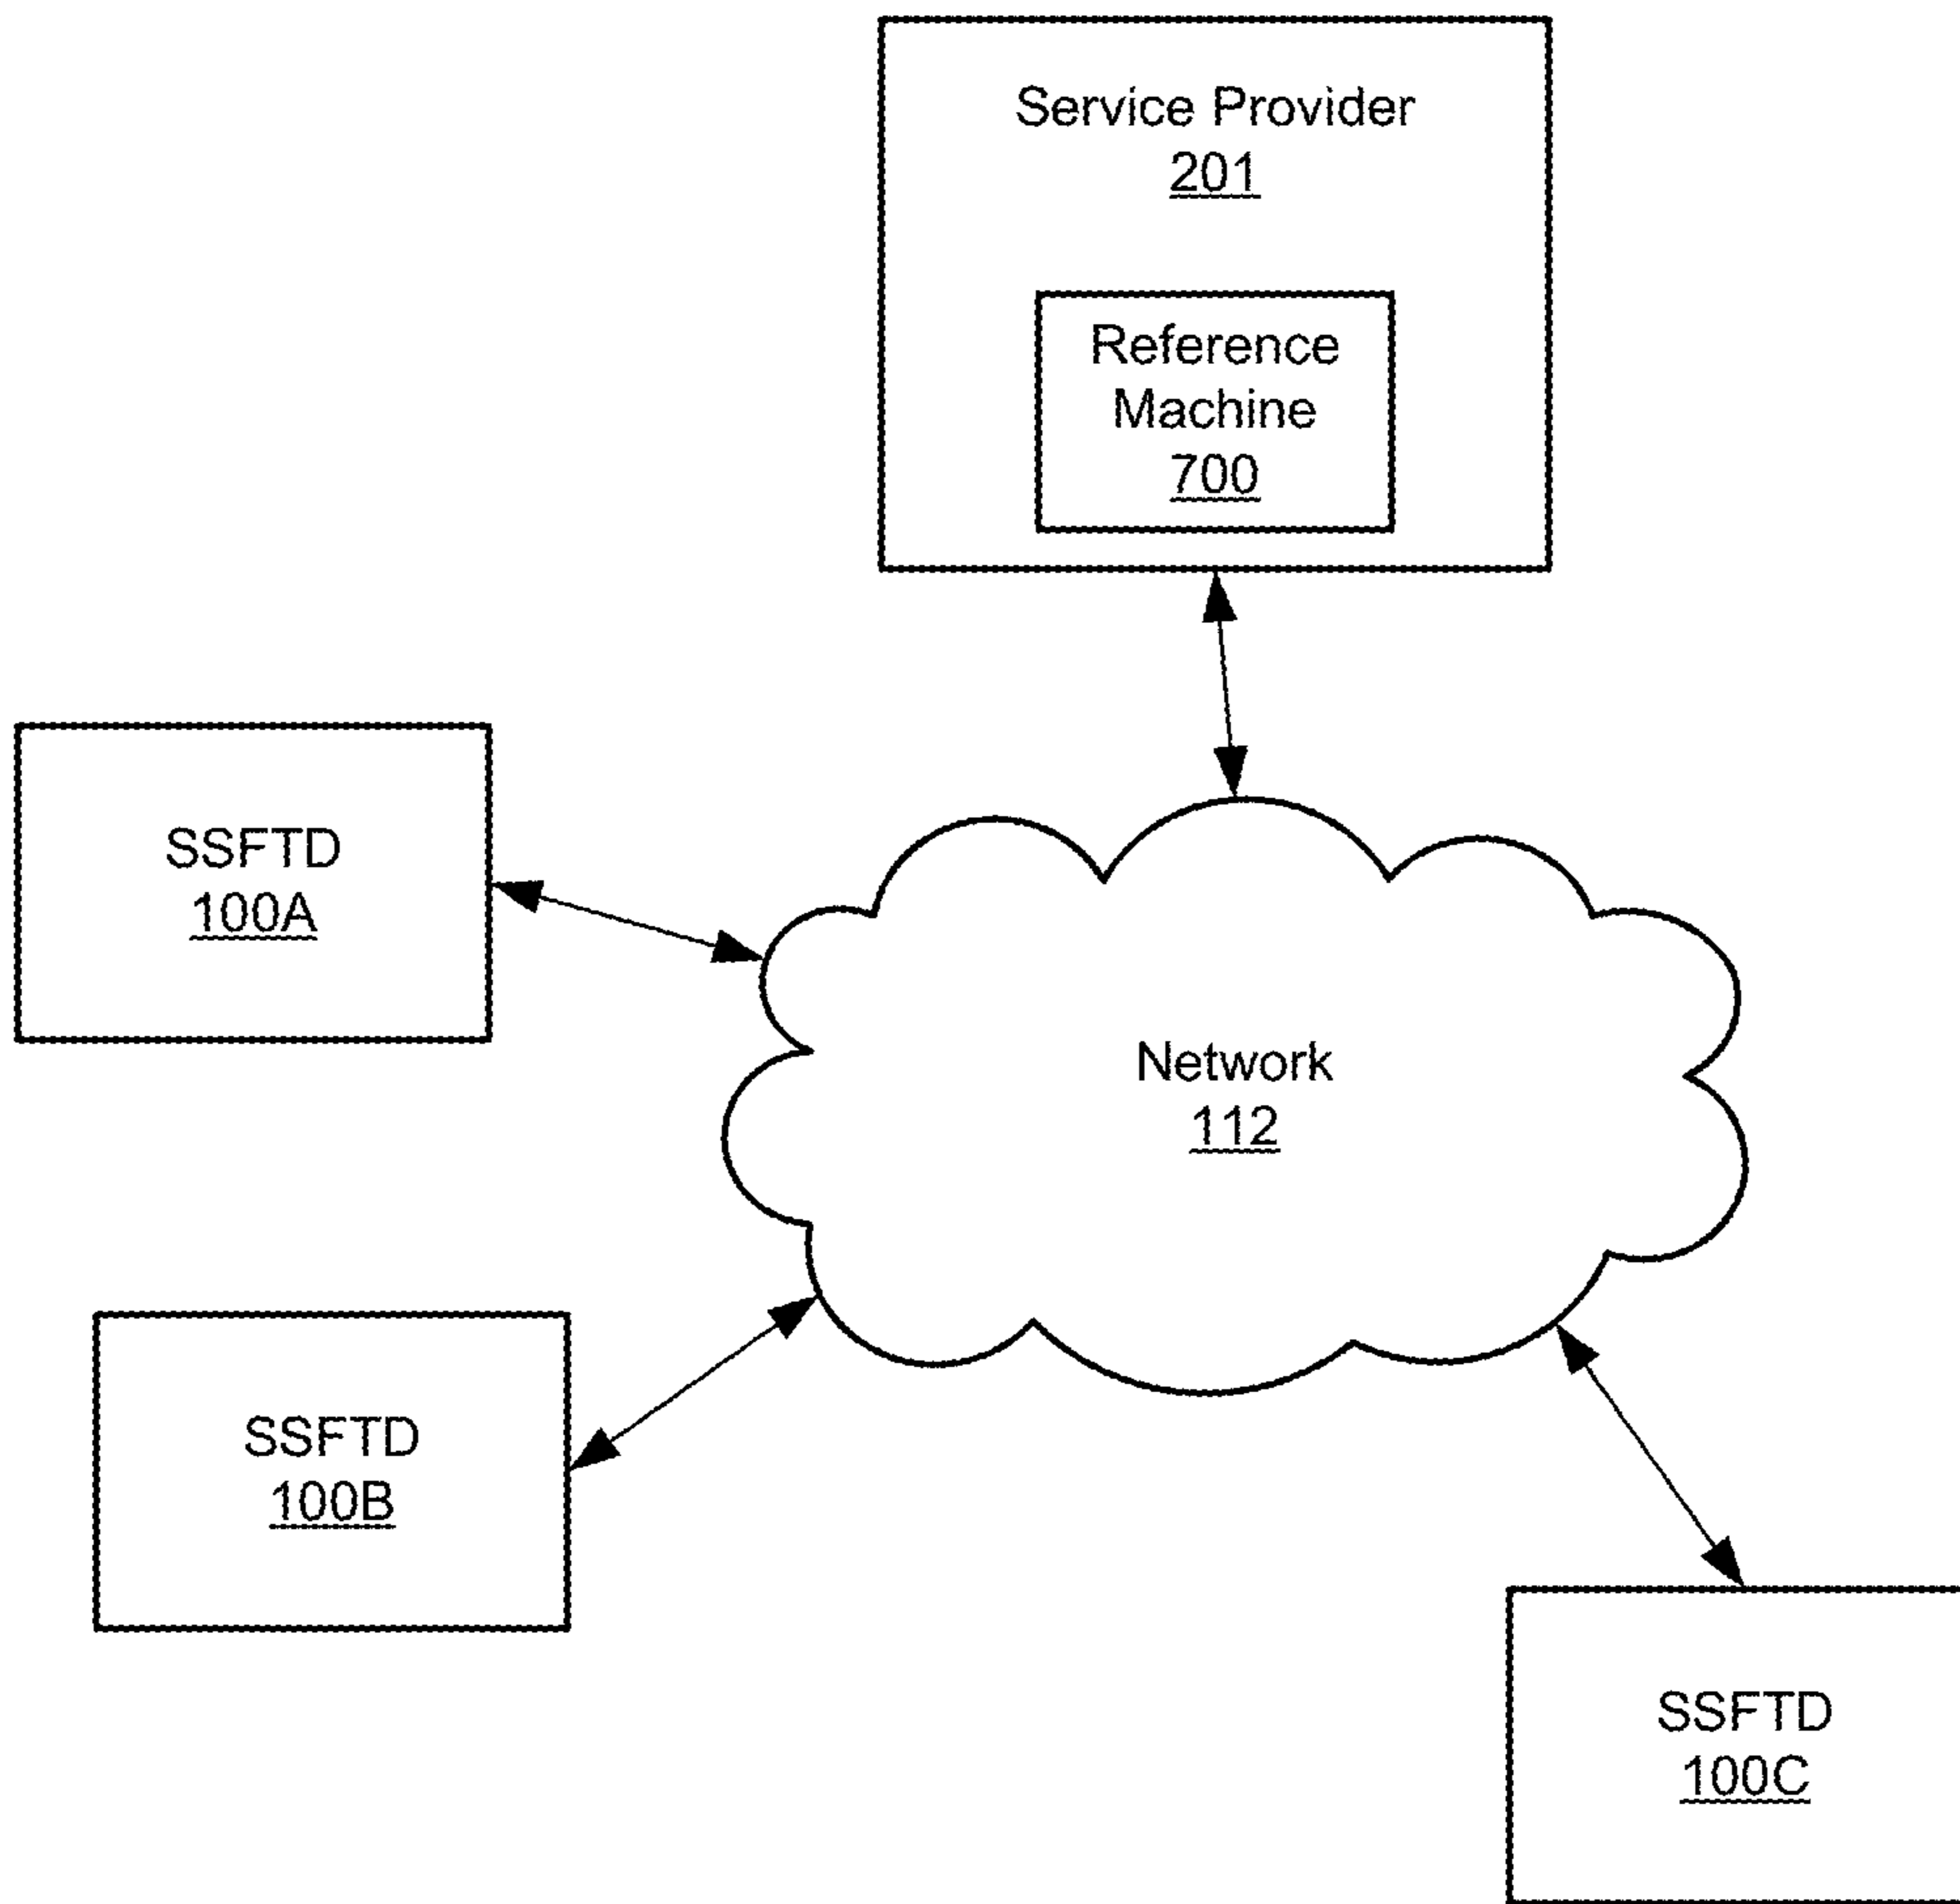 Service Provider
201
Reference
Machine
700
SSFTD
100A
Network
112
SSFTD
100B
SSFTD
100C